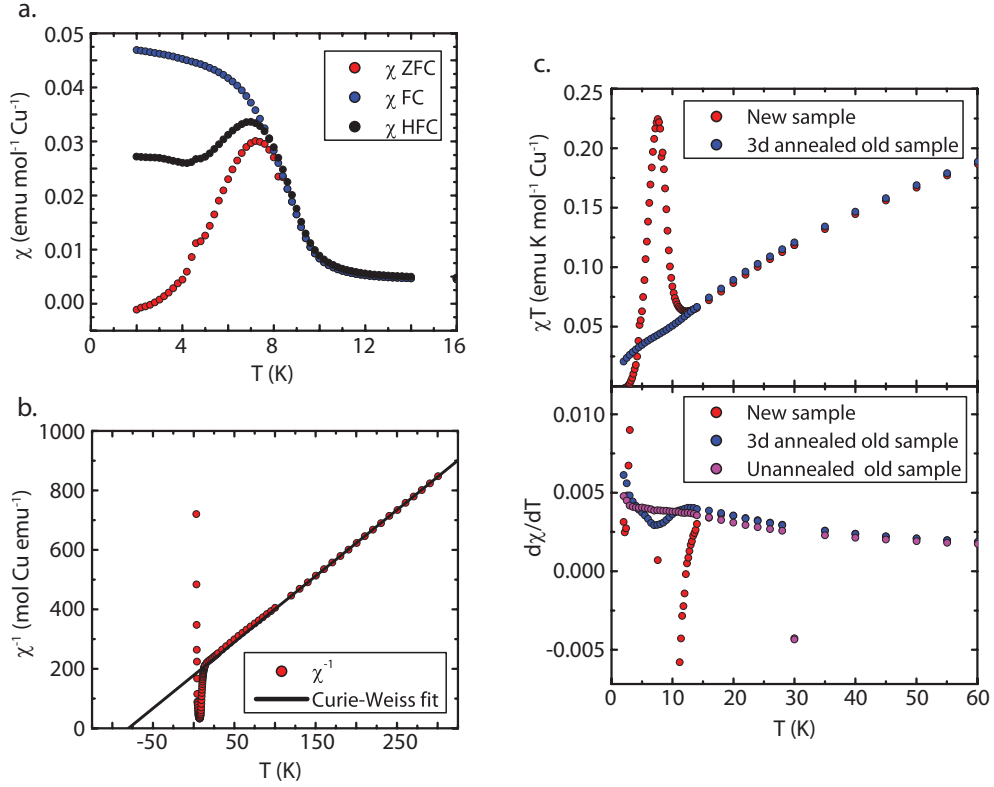 a.
0.05
0.04
0.03
0.02
0.01
0.00
χ (emu mol⁻¹ Cu⁻¹)
χ ZFC
χ FC
χ HFC
0 4 8 12 16
T (K)
b.
1000
800
600
400
200
0
χ⁻¹ (mol Cu emu⁻¹)
χ⁻¹
Curie-Weiss fit
-50 50 150 250
T (K)
c.
0.25
0.20
0.15
0.10
0.05
χT (emu K mol⁻¹ Cu⁻¹)
New sample
3d annealed old sample
0.010
0.005
0.000
-0.005
dχ/dT
New sample
3d annealed old sample
Unannealed old sample
0 10 20 30 40 50 60
T (K)